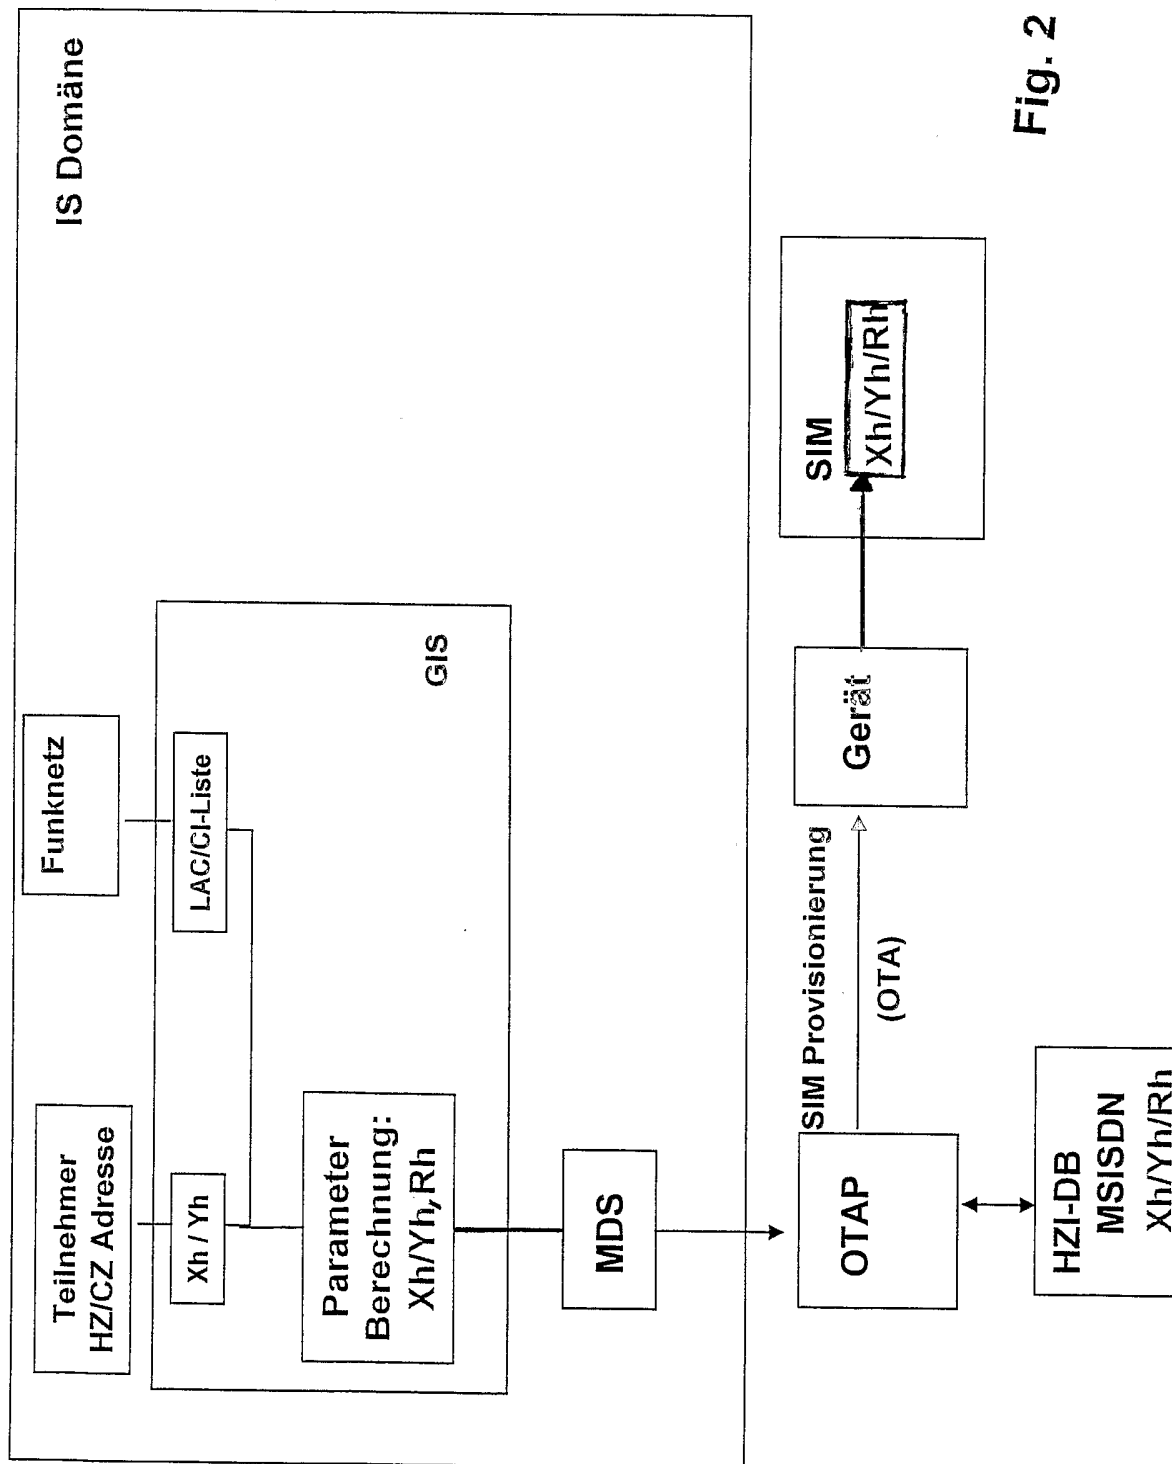 IS Domäne
Teilnehmer
HZ/CZ Adresse
Funknetz
Xh / Yh
LAC/CI-Liste
Parameter
Berechnung:
Xh/Yh,Rh
GIS
MDS
OTAP
SIM Provisionierung
(OTA)
Gerät
SIM
Xh/Yh/Rh
HZI-DB
MSISDN
Xh/Yh/Rh
Fig. 2